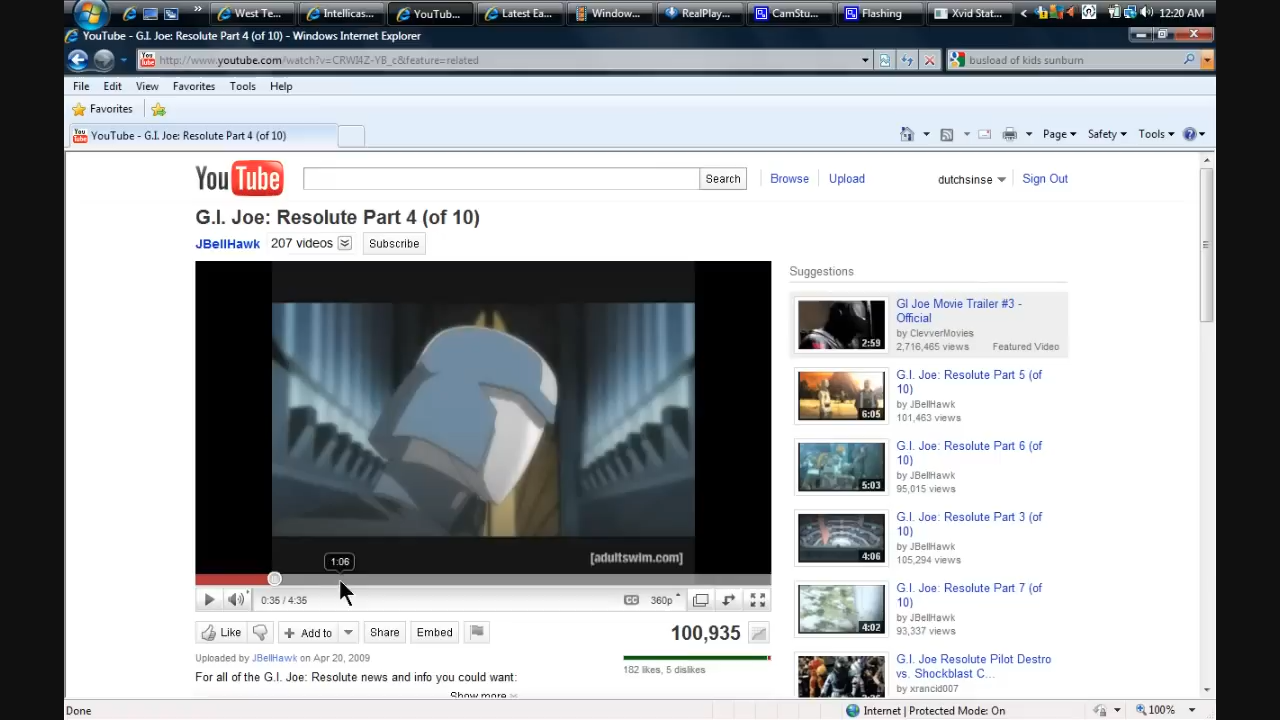 West Te...
Intellicas...
YouTub...
Latest Ea...
Window...
RealPlay...
CamStu...
Flashing
Xvid Stat...
12:20 AM
YouTube - G.I. Joe: Resolute Part 4 (of 10) - Windows Internet Explorer
http://www.youtube.com/watch?v=CRWI4Z-YB_c&feature=related
busload of kids sunburn
File Edit View Favorites Tools Help
Favorites
YouTube - G.I. Joe: Resolute Part 4 (of 10)
Page Safety Tools
YouTube
Search
Browse
Upload
dutchsinse
Sign Out
G.I. Joe: Resolute Part 4 (of 10)
JBellHawk 207 videos Subscribe
[adultswim.com]
1:06
0:35 / 4:35
CC
360p
Like
Add to
Share
Embed
100,935
Uploaded by JBellHawk on Apr 20, 2009
182 likes, 5 dislikes
For all of the G.I. Joe: Resolute news and info you could want:
Show more
Suggestions
GI Joe Movie Trailer #3 -
Official
by ClevverMovies
2,716,465 views Featured Video
2:59
G.I. Joe: Resolute Part 5 (of
10)
by JBellHawk
101,463 views
6:05
G.I. Joe: Resolute Part 6 (of
10)
by JBellHawk
95,015 views
5:03
G.I. Joe: Resolute Part 3 (of
10)
by JBellHawk
105,294 views
4:06
G.I. Joe: Resolute Part 7 (of
10)
by JBellHawk
93,337 views
4:02
G.I. Joe Resolute Pilot Destro
vs. Shockblast C...
by xrancid007
Done
Internet | Protected Mode: On
100%